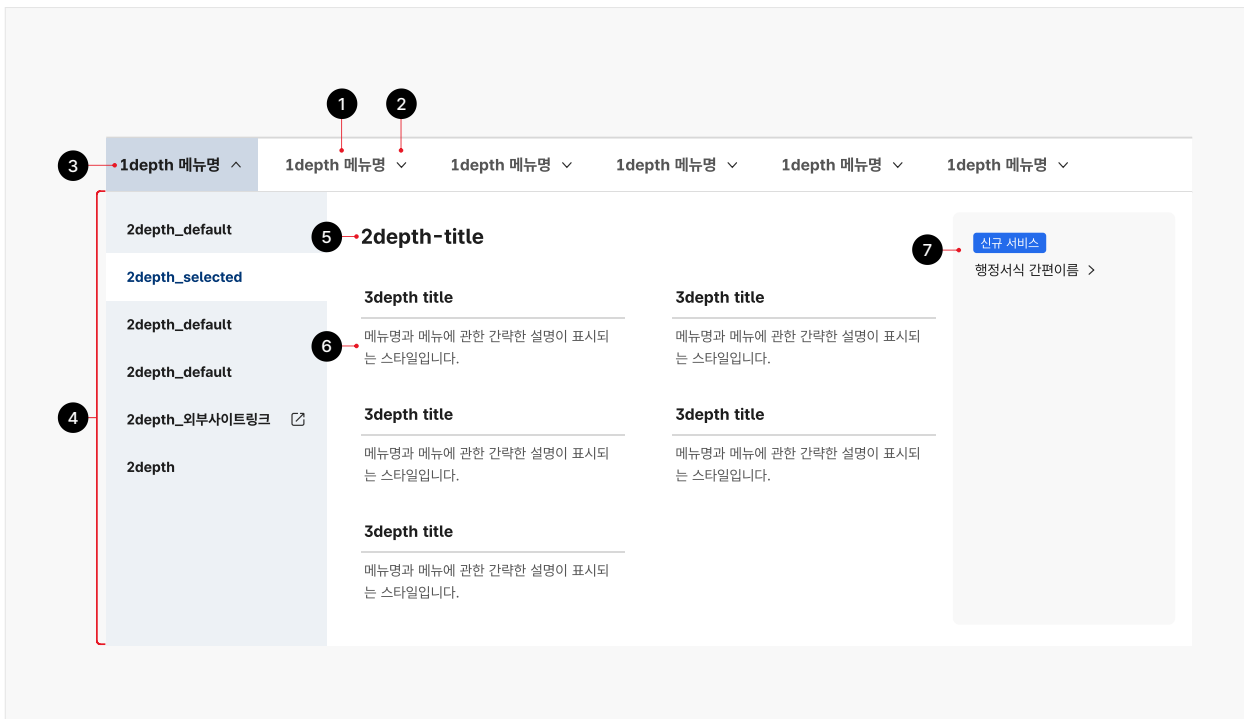 1 2
3 1depth 메뉴명 1depth 메뉴명 1depth 메뉴명 1depth 메뉴명 1depth 메뉴명 1depth 메뉴명
4
2depth_default
2depth_selected
2depth_default
2depth_default
2depth_외부사이트링크
2depth
5 2depth-title
6
3depth title
메뉴명과 메뉴에 관한 간략한 설명이 표시되
는 스타일입니다.
3depth title
메뉴명과 메뉴에 관한 간략한 설명이 표시되
는 스타일입니다.
3depth title
메뉴명과 메뉴에 관한 간략한 설명이 표시되
는 스타일입니다.
3depth title
메뉴명과 메뉴에 관한 간략한 설명이 표시되
는 스타일입니다.
3depth title
메뉴명과 메뉴에 관한 간략한 설명이 표시되
는 스타일입니다.
7 신규 서비스
행정서식 간편이름